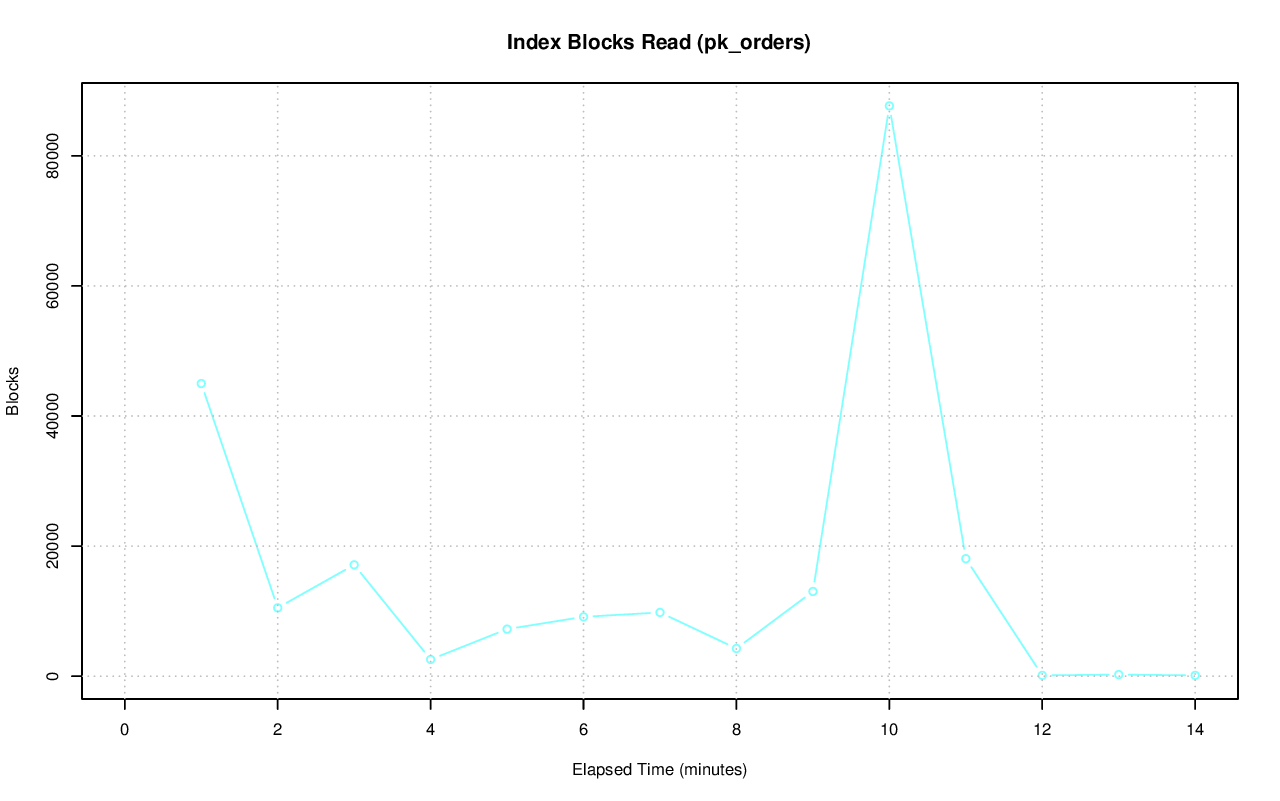 Index Blocks Read (pk_orders)
Blocks
80000
60000
40000
20000
0
0 2 4 6 8 10 12 14
Elapsed Time (minutes)